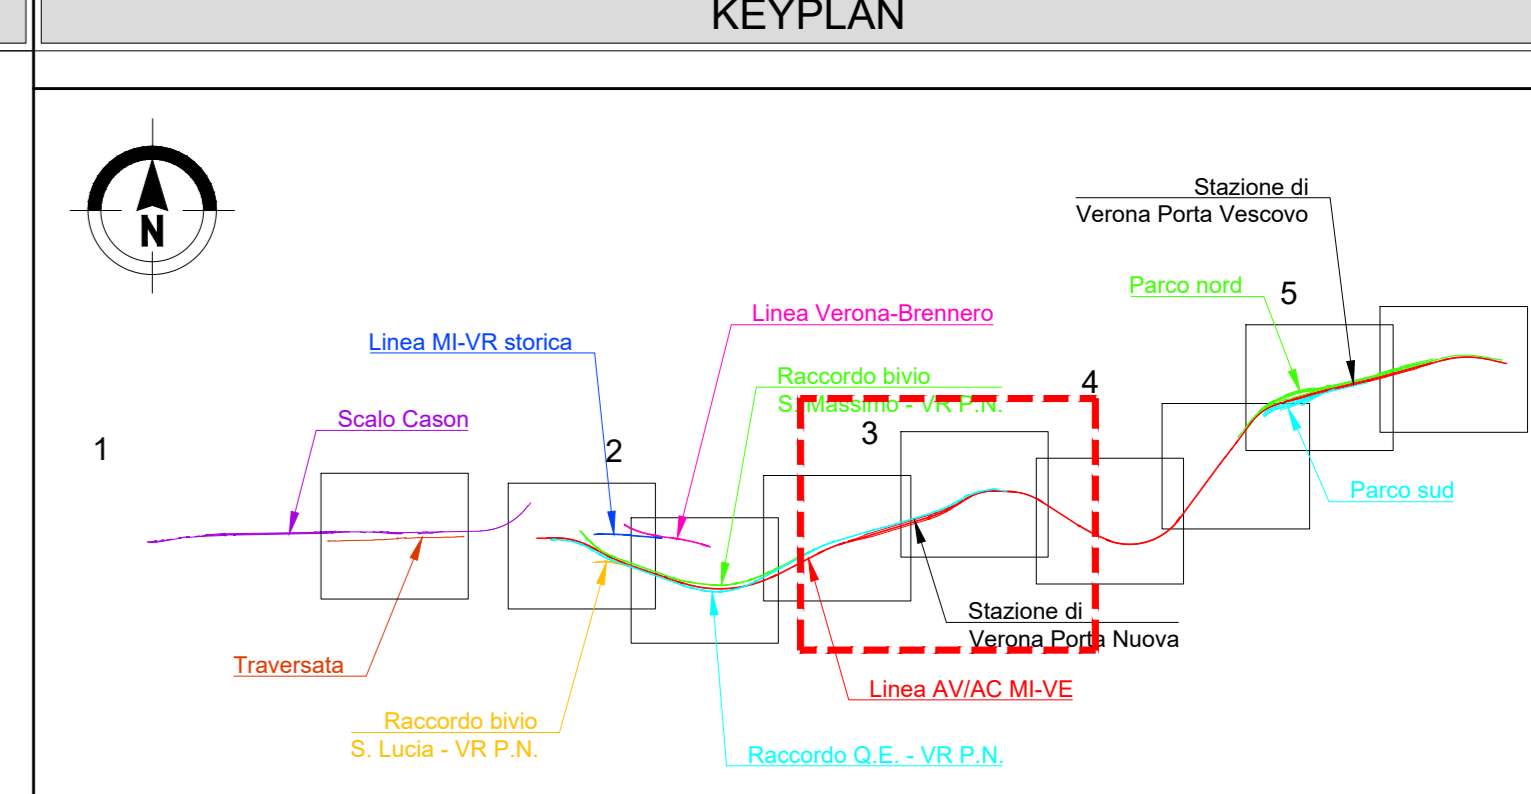 KEYPLAN
N
Stazione di
Verona Porta Vescovo
Parco nord
5
Linea Verona-Brennero
Linea MI-VR storica
Raccordo bivio
S. Massimo - VR P.N.
4
Scalo Cason
3
1
2
Parco sud
Stazione di
Verona Porta Nuova
Traversata
Linea AV/AC MI-VE
Raccordo bivio
S. Lucia - VR P.N.
Raccordo Q.E. - VR P.N.